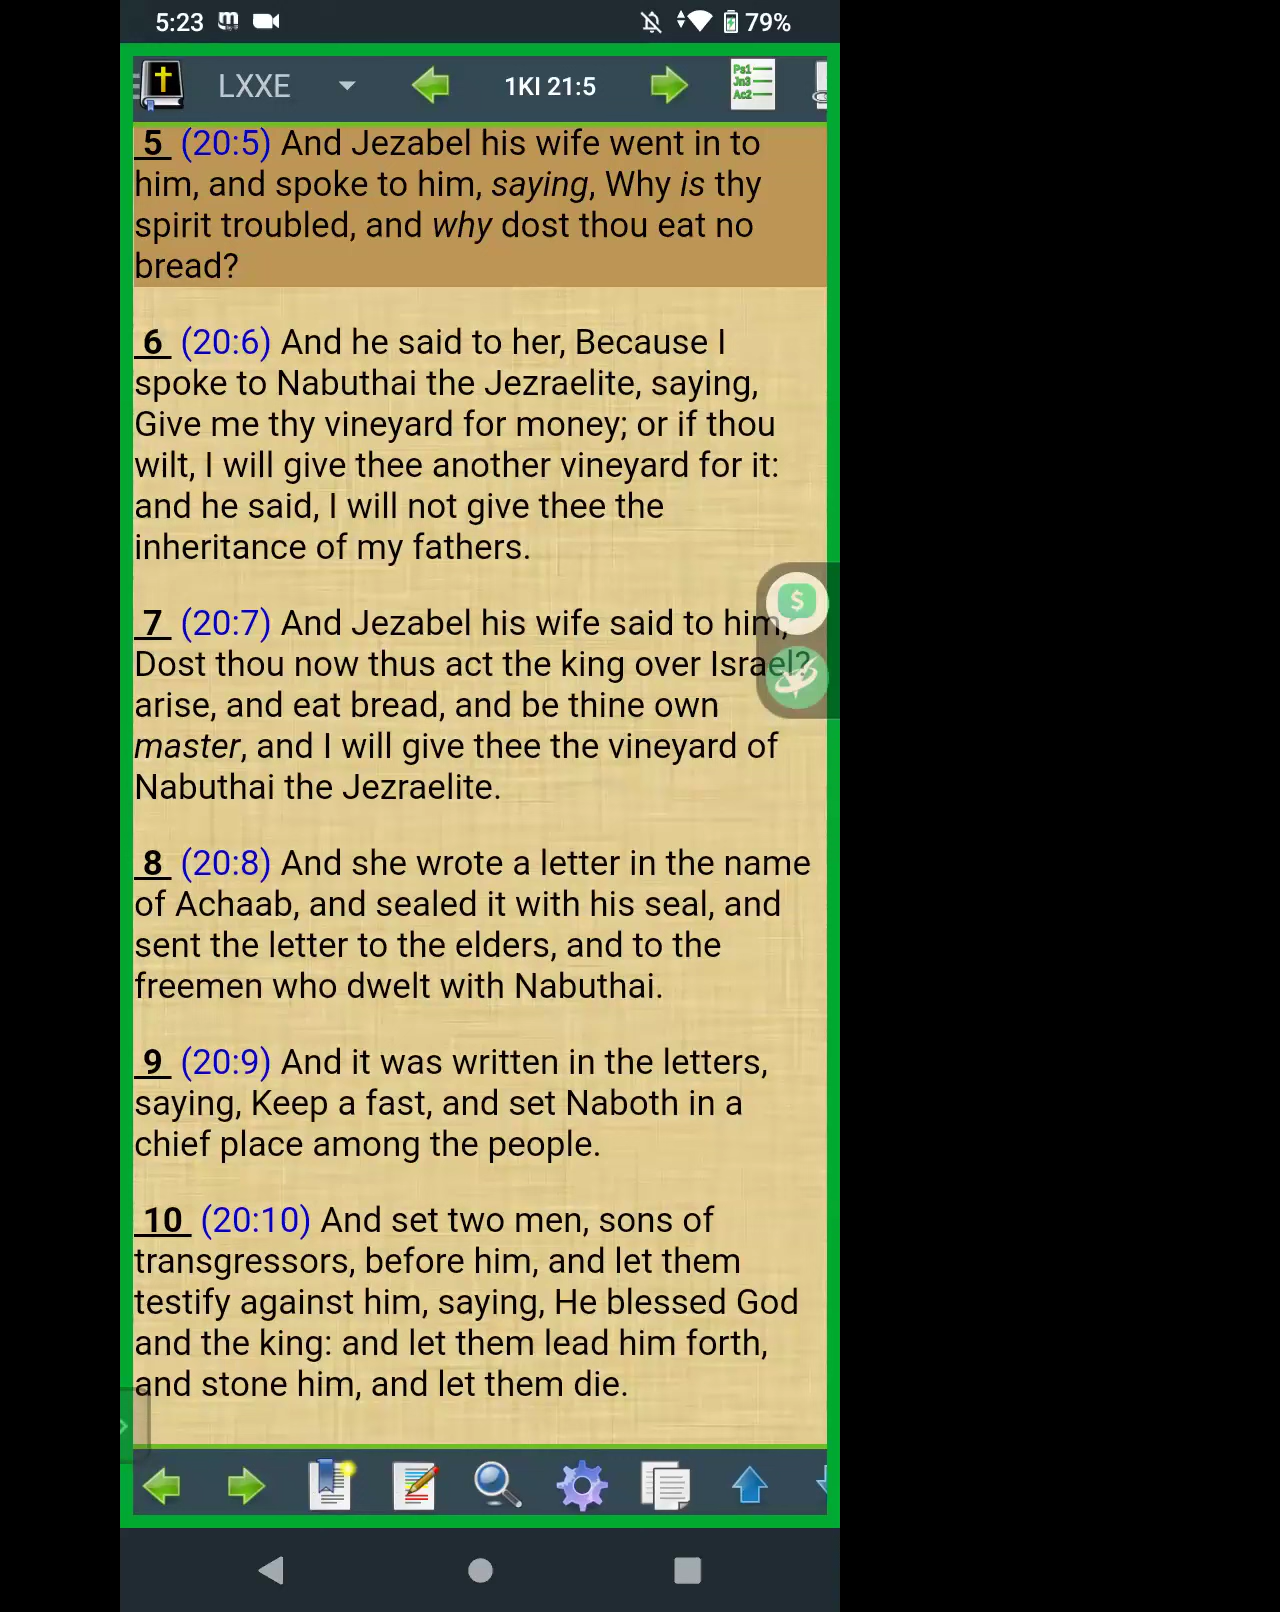 5:23
79%
LXXE
1KI 21:5
Ps1
Jn3
Ac2
5 (20:5) And Jezabel his wife went in to
him, and spoke to him, saying, Why is thy
spirit troubled, and why dost thou eat no
bread?
6 (20:6) And he said to her, Because I
spoke to Nabuthai the Jezraelite, saying,
Give me thy vineyard for money; or if thou
wilt, I will give thee another vineyard for it:
and he said, I will not give thee the
inheritance of my fathers.
7 (20:7) And Jezabel his wife said to him,
Dost thou now thus act the king over Israel?
arise, and eat bread, and be thine own
master, and I will give thee the vineyard of
Nabuthai the Jezraelite.
8 (20:8) And she wrote a letter in the name
of Achaab, and sealed it with his seal, and
sent the letter to the elders, and to the
freemen who dwelt with Nabuthai.
9 (20:9) And it was written in the letters,
saying, Keep a fast, and set Naboth in a
chief place among the people.
10 (20:10) And set two men, sons of
transgressors, before him, and let them
testify against him, saying, He blessed God
and the king: and let them lead him forth,
and stone him, and let them die.